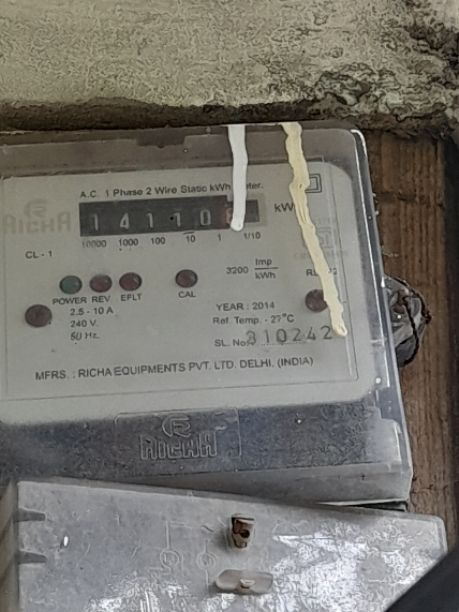 A.C. 1 Phase 2 Wire Static kWh
RICHA
1 4 1 1 0
10000 1000 100 10 1 1/10
CL - 1
3200 Imp/kWh
POWER REV EFLT CAL
2.5 - 10 A
240 V.
50 Hz.
YEAR : 2014
Ref. Temp. - 27°C
SL. No. 310242
MFRS. : RICHA EQUIPMENTS PVT. LTD. DELHI. (INDIA)
RICHA